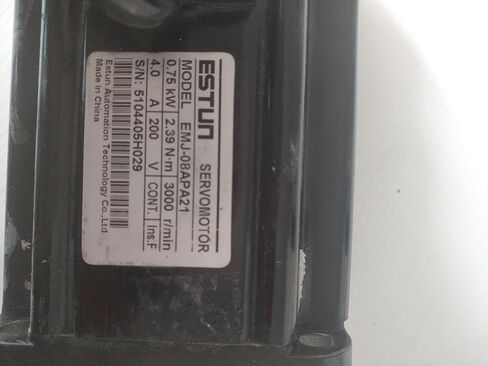 ESTUN SERVOMOTOR
MODEL EMJ-08APA21
0.75 kW 2.39 N·m 3000 r/min
4.0 A 200 V CONT. Ins.F
S/N: 5104405H029
Estun Automation Technology Co.,Ltd
Made in China